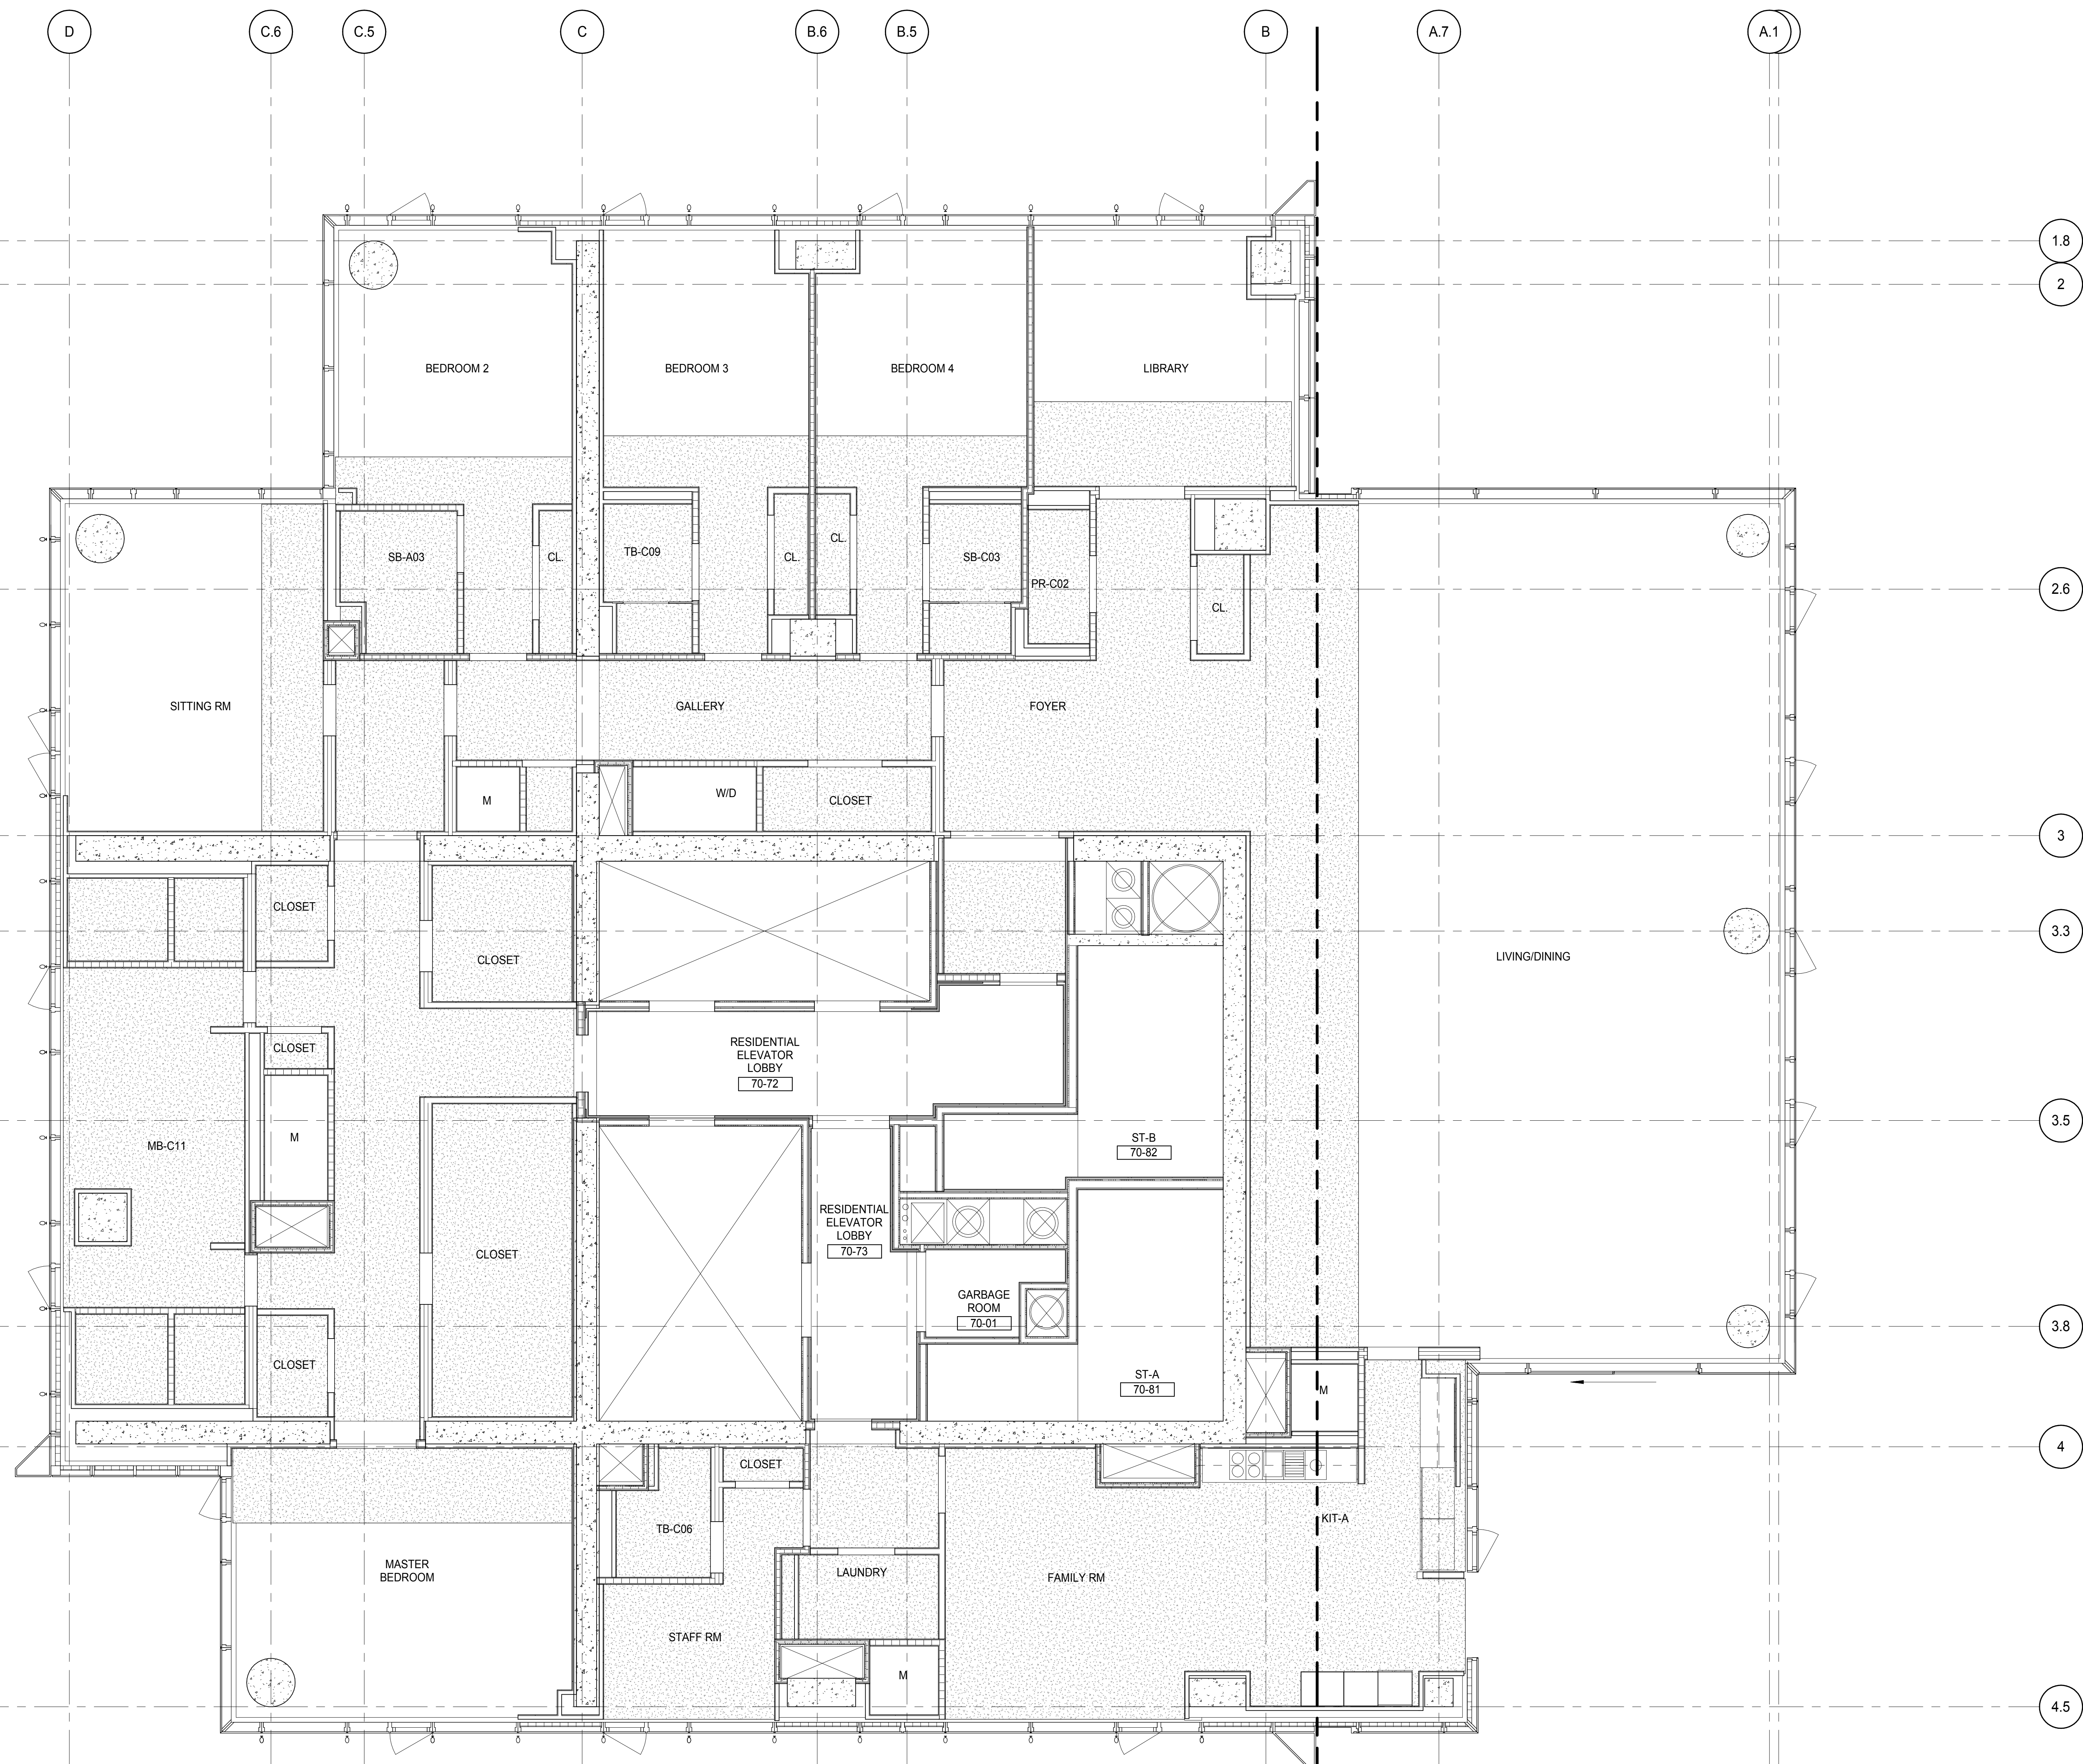 D
C.6
C.5
C
B.6
B.5
B
A.7
A.1
1.8
2
BEDROOM 2
BEDROOM 3
BEDROOM 4
LIBRARY
SB-A03
CL.
TB-C09
CL.
CL.
SB-C03
PR-C02
CL.
2.6
SITTING RM
GALLERY
FOYER
M
W/D
CLOSET
3
CLOSET
CLOSET
3.3
LIVING/DINING
CLOSET
RESIDENTIAL
ELEVATOR
LOBBY
70-72
MB-C11
M
ST-B
70-82
3.5
CLOSET
RESIDENTIAL
ELEVATOR
LOBBY
70-73
GARBAGE
ROOM
70-01
3.8
CLOSET
ST-A
70-81
M
4
CLOSET
TB-C06
KIT-A
MASTER
BEDROOM
LAUNDRY
FAMILY RM
STAFF RM
M
4.5